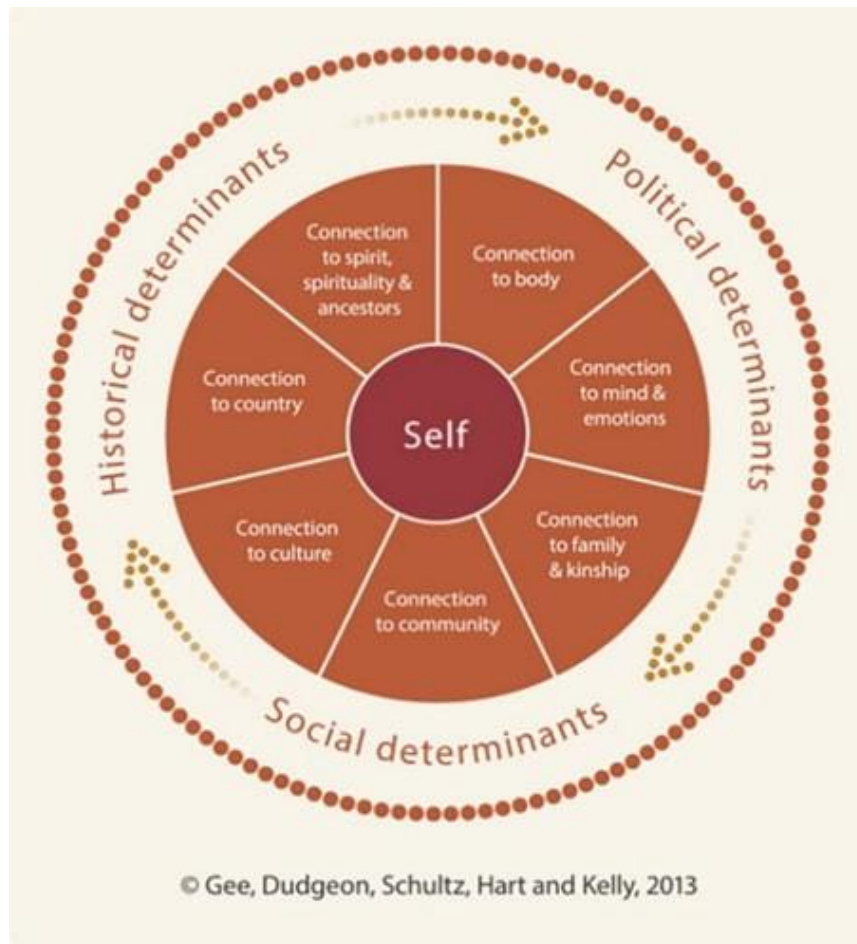 Historical determinants
Political determinants
Connection
to spirit,
spirituality &
ancestors
Connection
to body
Connection
to country
Connection
to mind &
emotions
Self
Connection
to culture
Connection
to family
& kinship
Connection
to community
Social determinants
© Gee, Dudgeon, Schultz, Hart and Kelly, 2013